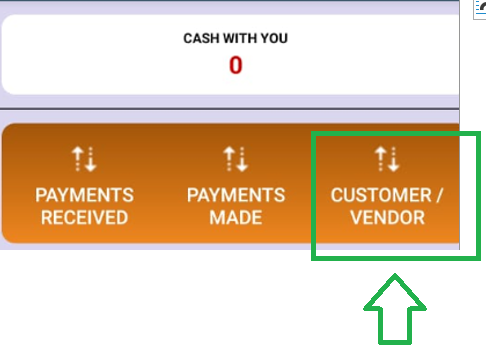 CASH WITH YOU
0
PAYMENTS
RECEIVED
PAYMENTS
MADE
CUSTOMER /
VENDOR